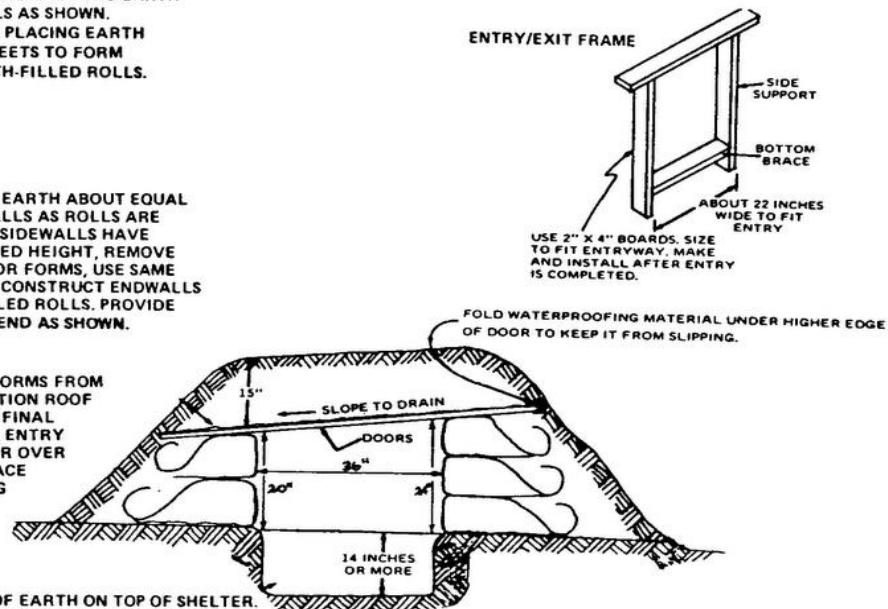 LS AS SHOWN.
PLACING EARTH
EETS TO FORM
TH-FILLED ROLLS.
EARTH ABOUT EQUAL
ALLS AS ROLLS ARE
SIDEWALLS HAVE
ED HEIGHT, REMOVE
OR FORMS, USE SAME
CONSTRUCT ENDWALLS
LED ROLLS. PROVIDE
END AS SHOWN.
ORMS FROM
TION ROOF
FINAL
ENTRY
R OVER
ACE
G
OF EARTH ON TOP OF SHELTER.
ENTRY/EXIT FRAME
SIDE
SUPPORT
BOTTOM
BRACE
ABOUT 22 INCHES
WIDE TO FIT
ENTRY
USE 2" X 4" BOARDS. SIZE
TO FIT ENTRYWAY. MAKE
AND INSTALL AFTER ENTRY
IS COMPLETED.
FOLD WATERPROOFING MATERIAL UNDER HIGHER EDGE
OF DOOR TO KEEP IT FROM SLIPPING.
15"
SLOPE TO DRAIN
DOORS
36"
20"
24"
14 INCHES
OR MORE